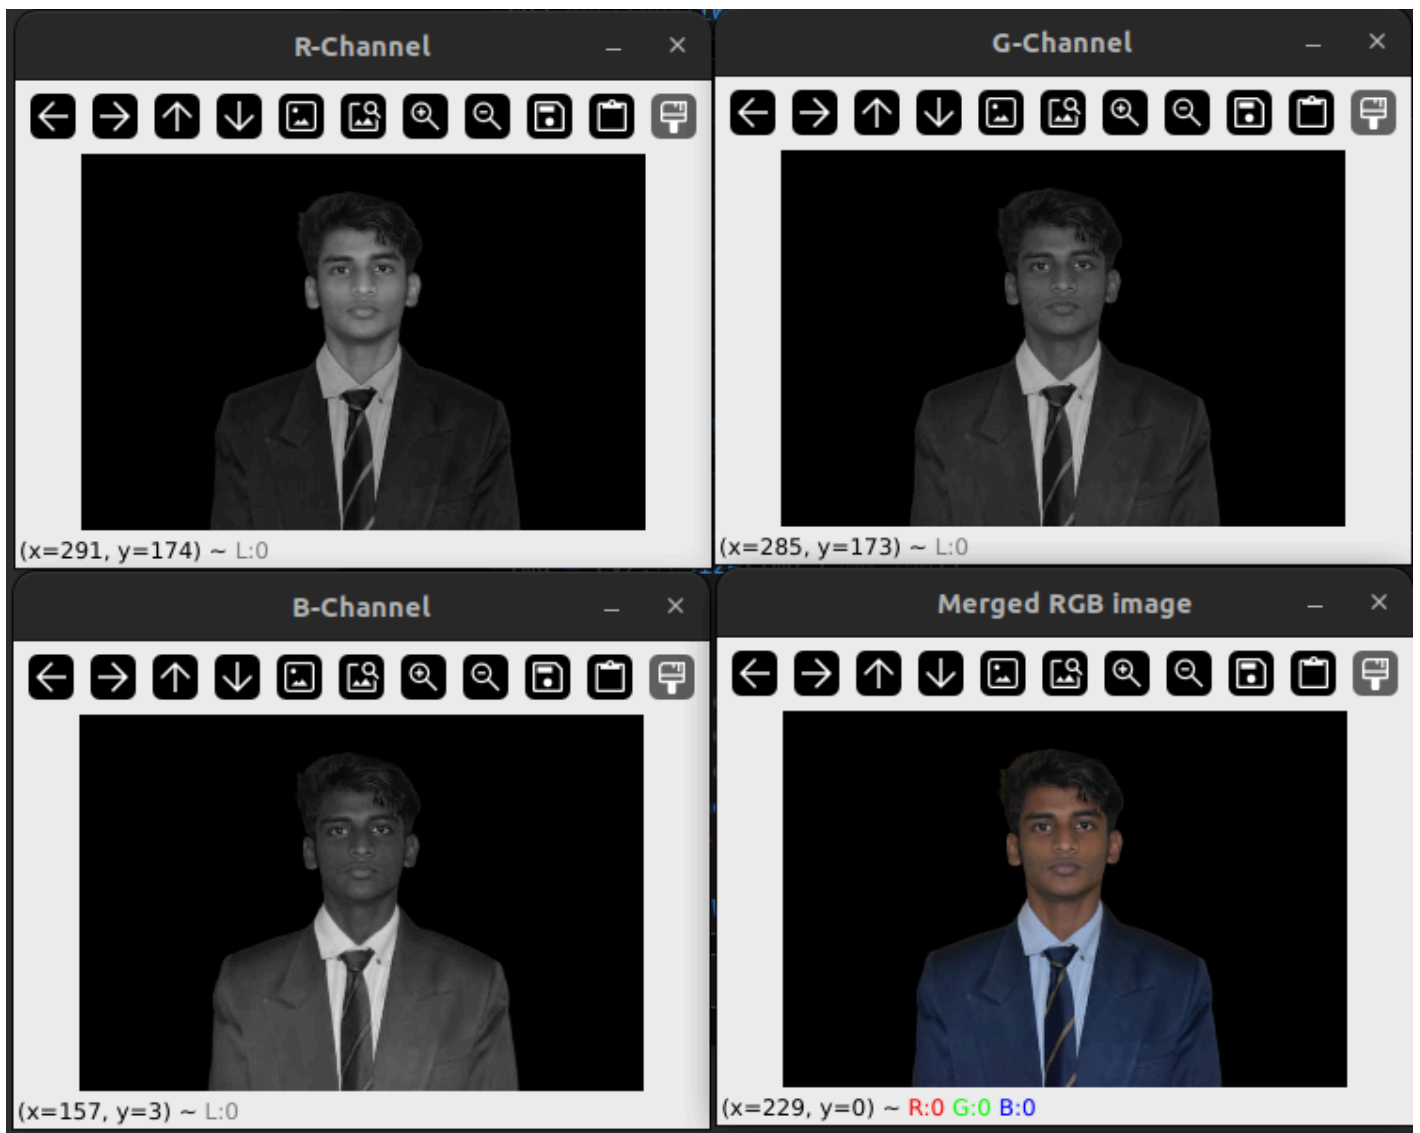 R-Channel
G-Channel
(x=291, y=174) ~ L:0
(x=285, y=173) ~ L:0
B-Channel
Merged RGB image
(x=157, y=3) ~ L:0
(x=229, y=0) ~ R:0 G:0 B:0